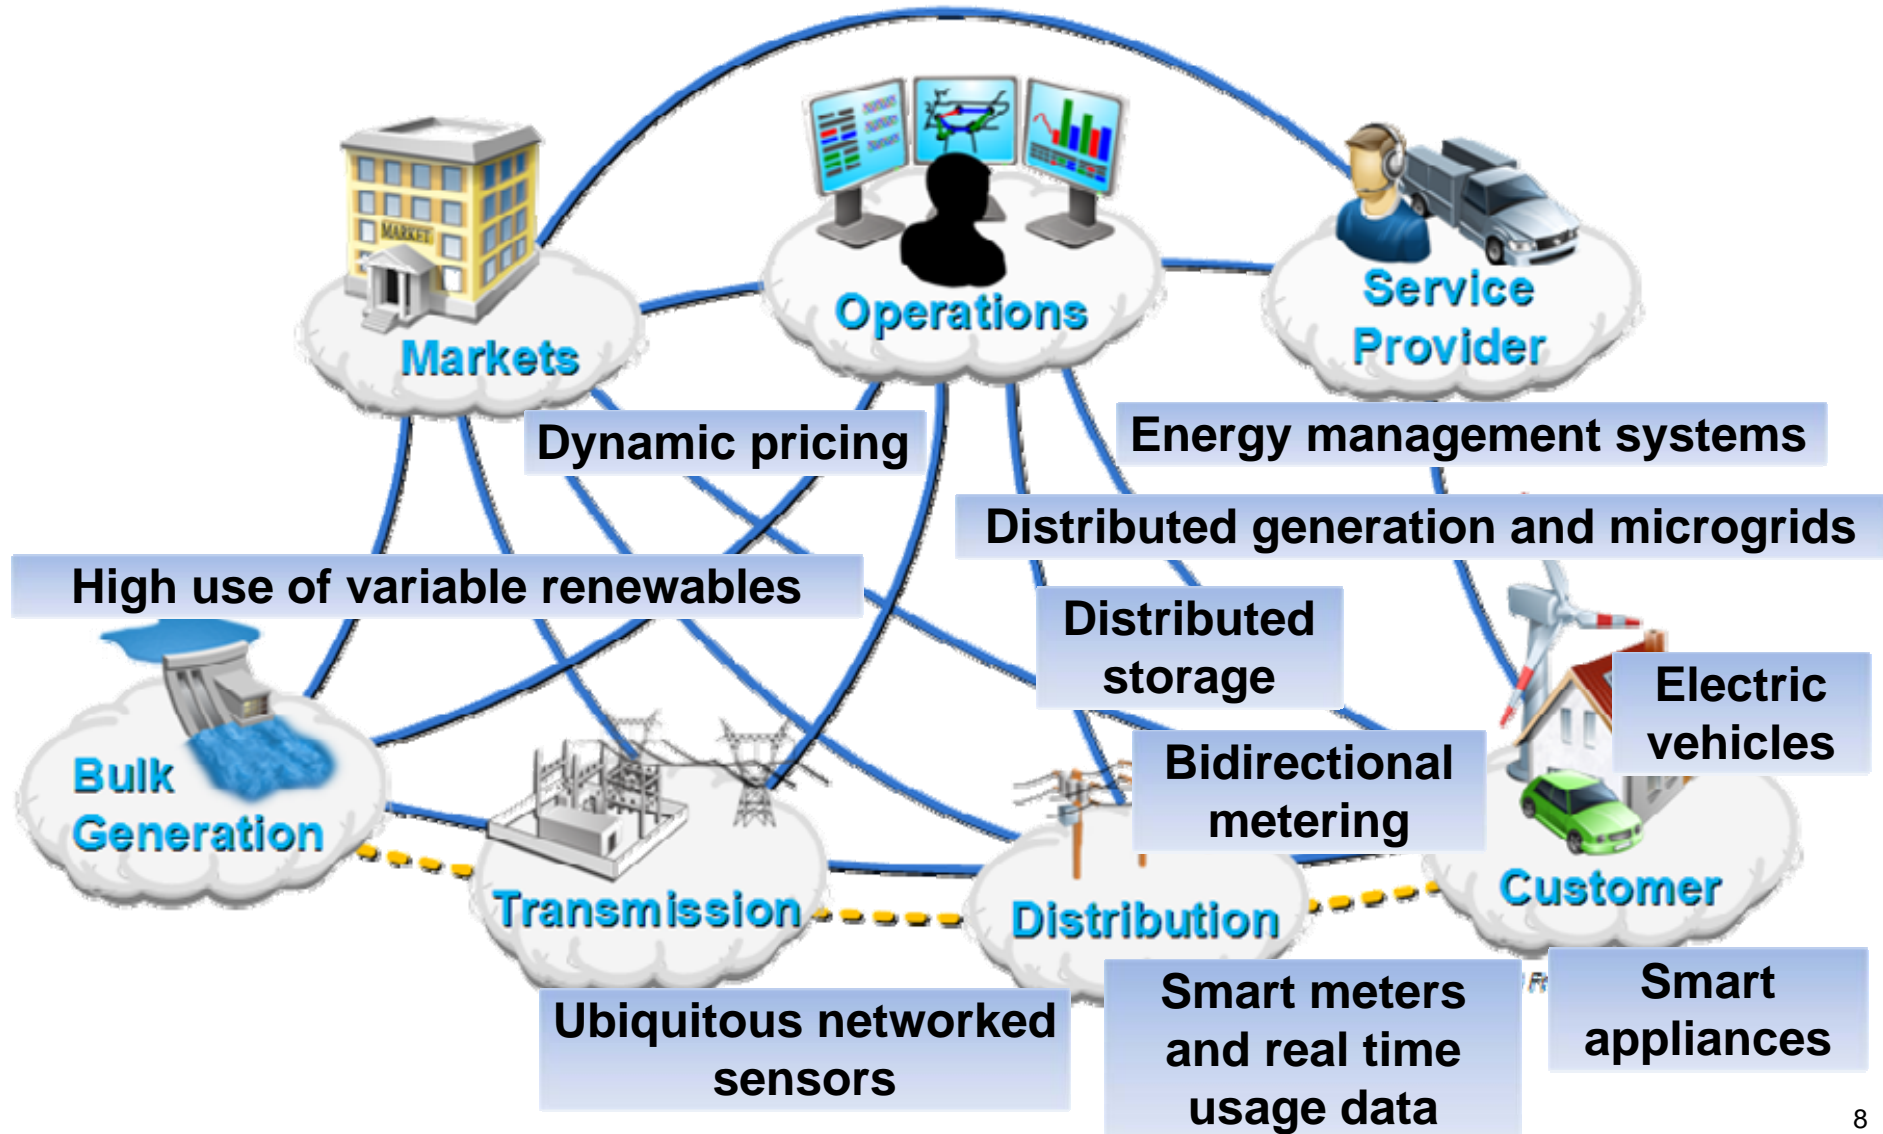 MARKET
Markets
Operations
Service
Provider
Dynamic pricing
Energy management systems
Distributed generation and microgrids
High use of variable renewables
Distributed
storage
Electric
vehicles
Bidirectional
metering
Bulk
Generation
Transmission
Distribution
Customer
Ubiquitous networked
sensors
Smart meters
and real time
usage data
Smart
appliances
8